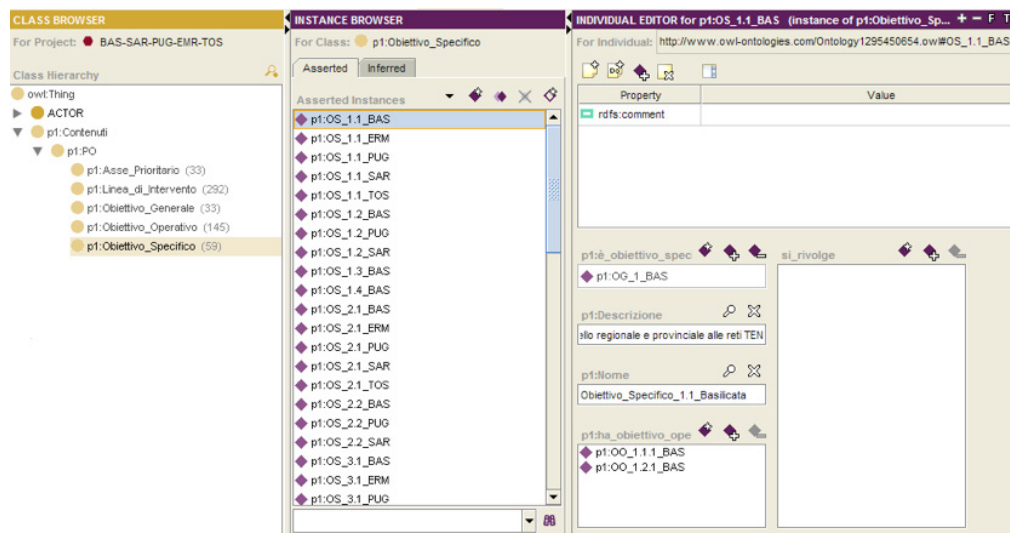 CLASS BROWSER
For Project: BAS-SAR-PUG-EMR-TOS
Class Hierarchy
owl:Thing
ACTOR
p1:Contenuti
p1:PO
p1:Asse_Prioritario (33)
p1:Linea_di_Intervento (292)
p1:Obiettivo_Generale (33)
p1:Obiettivo_Operativo (145)
p1:Obiettivo_Specifico (59)
INSTANCE BROWSER
For Class: p1:Obiettivo_Specifico
Asserted Inferred
Asserted Instances
p1:OS_1.1_BAS
p1:OS_1.1_ERM
p1:OS_1.1_PUG
p1:OS_1.1_SAR
p1:OS_1.1_TOS
p1:OS_1.2_BAS
p1:OS_1.2_PUG
p1:OS_1.2_SAR
p1:OS_1.3_BAS
p1:OS_1.4_BAS
p1:OS_2.1_BAS
p1:OS_2.1_ERM
p1:OS_2.1_PUG
p1:OS_2.1_SAR
p1:OS_2.1_TOS
p1:OS_2.2_BAS
p1:OS_2.2_PUG
p1:OS_2.2_SAR
p1:OS_3.1_BAS
p1:OS_3.1_ERM
p1:OS_3.1_PUG
INDIVIDUAL EDITOR for p1:OS_1.1_BAS (instance of p1:Obiettivo_Sp... + − F T
For Individual: http://www.owl-ontologies.com/Ontology1295450654.owl#OS_1.1_BAS
Property Value
rdfs:comment
p1:è_obiettivo_spec
p1:OG_1_BAS
p1:Descrizione
ello regionale e provinciale alle reti TEN
p1:Nome
Obiettivo_Specifico_1.1_Basilicata
p1:ha_obiettivo_ope
p1:OO_1.1.1_BAS
p1:OO_1.2.1_BAS
si_rivolge